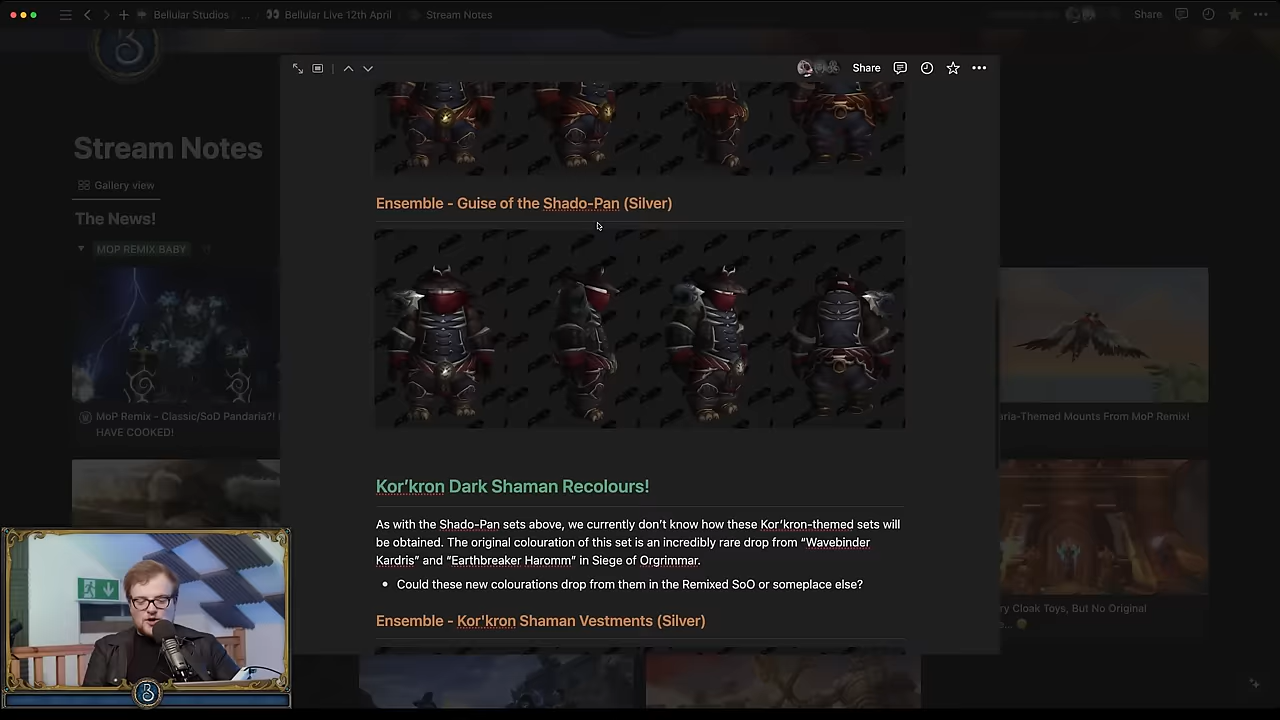 Bellular Studios
...
Bellular Live 12th April
Stream Notes
Share
Share
Stream Notes
Gallery view
The News!
MOP REMIX BABY
MoP Remix - Classic/SoD Pandaria?!
HAVE COOKED!
Ensemble - Guise of the Shado-Pan (Silver)
Kor'kron Dark Shaman Recolours!
As with the Shado-Pan sets above, we currently don't know how these Kor'kron-themed sets will
be obtained. The original colouration of this set is an incredibly rare drop from “Wavebinder
Kardris” and “Earthbreaker Haromm” in Siege of Orgrimmar.
• Could these new colourations drop from them in the Remixed SoO or someplace else?
Ensemble - Kor'kron Shaman Vestments (Silver)
aria-Themed Mounts From MoP Remix!
ry Cloak Toys, But No Original
B